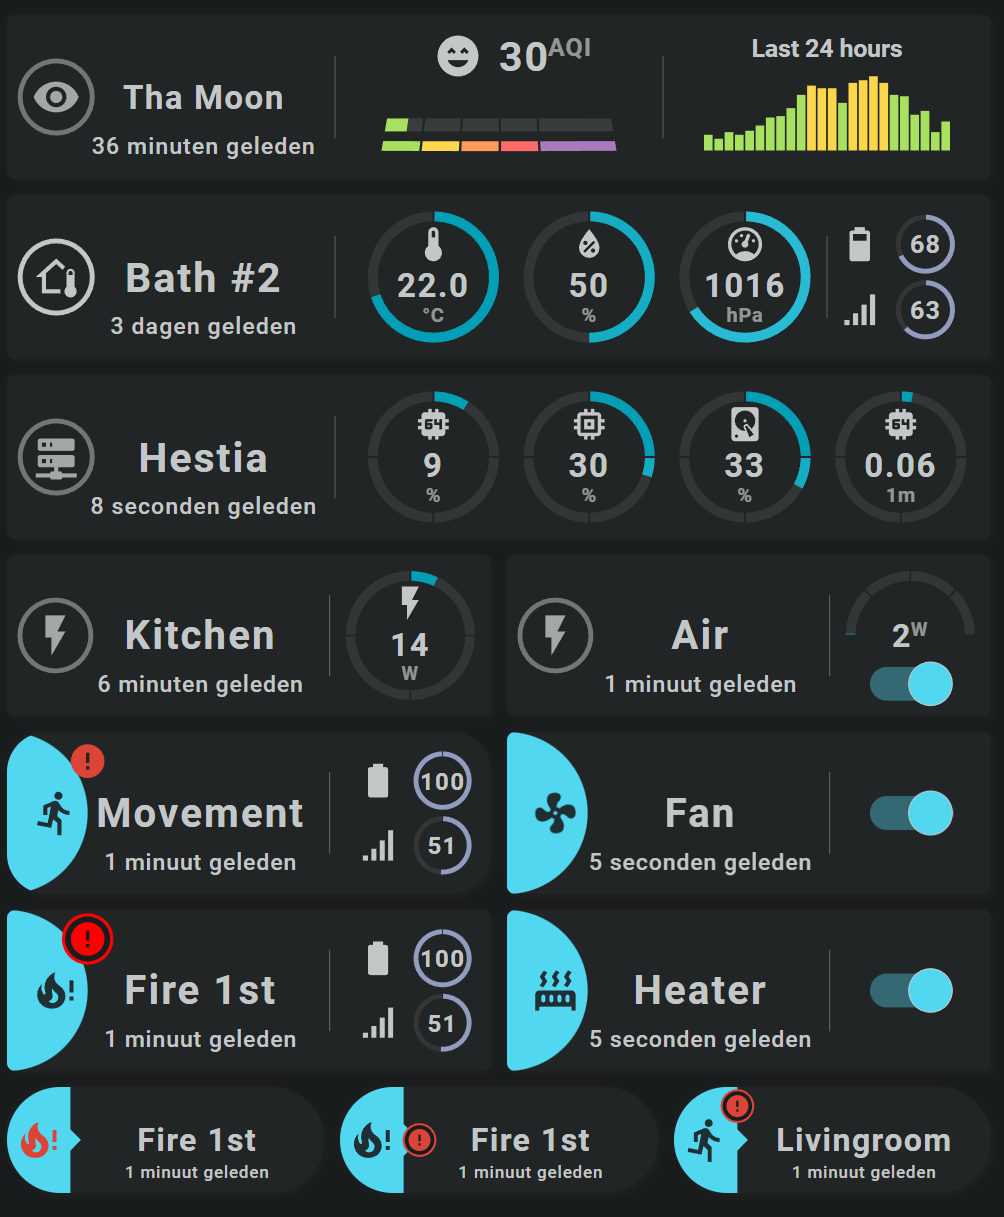 30 AQI
Last 24 hours
Tha Moon
36 minuten geleden
Bath #2
3 dagen geleden
22.0
°C
50
%
1016
hPa
68
63
Hestia
8 seconden geleden
64
9
%
30
%
33
%
64
0.06
1m
Kitchen
6 minuten geleden
14
W
Air
1 minuut geleden
2 W
Movement
1 minuut geleden
100
51
Fan
5 seconden geleden
Fire 1st
1 minuut geleden
100
51
Heater
5 seconden geleden
Fire 1st
1 minuut geleden
Fire 1st
1 minuut geleden
Livingroom
1 minuut geleden